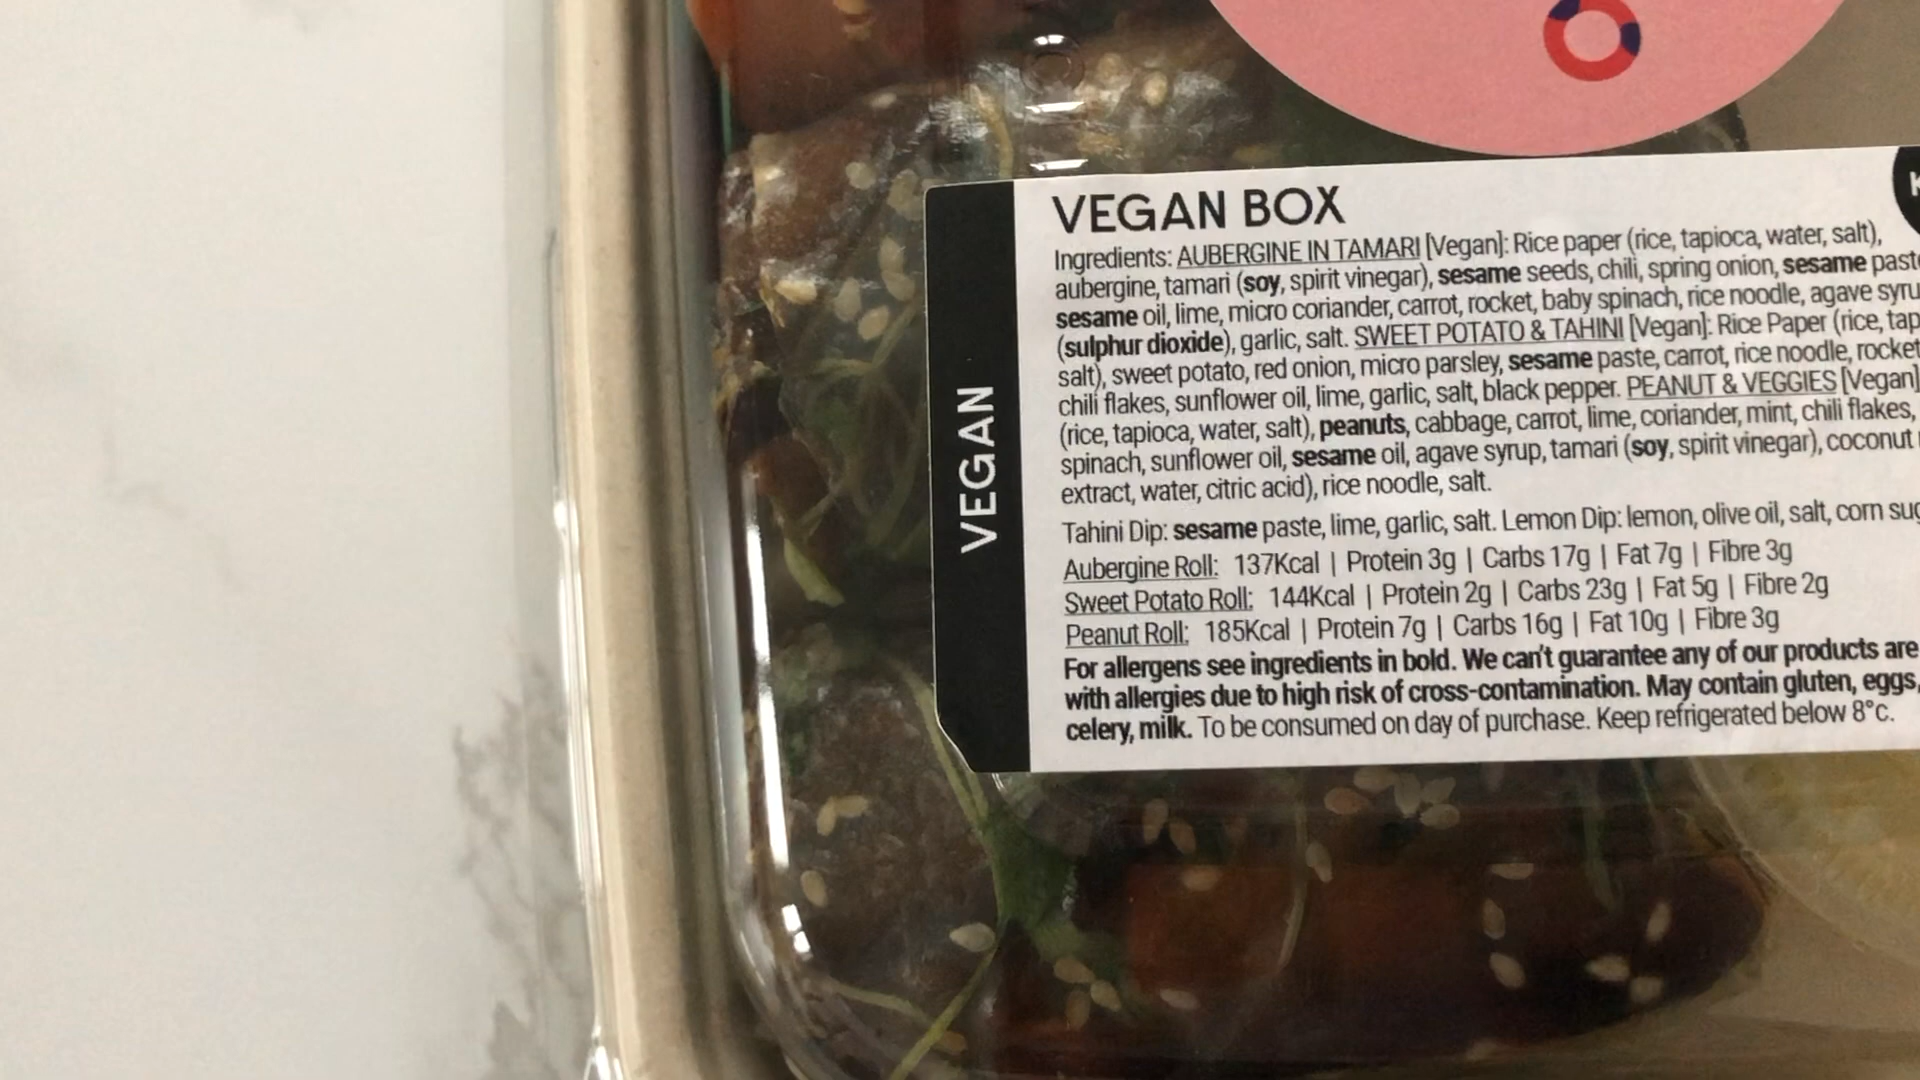 VEGAN
VEGAN BOX
Ingredients: AUBERGINE IN TAMARI [Vegan]: Rice paper (rice, tapioca, water, salt),
aubergine, tamari (soy, spirit vinegar), sesame seeds, chili, spring onion, sesame
sesame oil, lime, micro coriander, carrot, rocket, baby spinach, rice noodle, agave
(sulphur dioxide), garlic, salt. SWEET POTATO & TAHINI [Vegan]: Rice Paper (rice,
salt), sweet potato, red onion, micro parsley, sesame paste, carrot, rice noodle, rocket
chili flakes, sunflower oil, lime, garlic, salt, black pepper. PEANUT & VEGGIES [Vegan]
(rice, tapioca, water, salt), peanuts, cabbage, carrot, lime, coriander, mint, chili flakes,
spinach, sunflower oil, sesame oil, agave syrup, tamari (soy, spirit vinegar), coconut
extract, water, citric acid), rice noodle, salt.
Tahini Dip: sesame paste, lime, garlic, salt. Lemon Dip: lemon, olive oil, salt, corn
Aubergine Roll: 137Kcal | Protein 3g | Carbs 17g | Fat 7g | Fibre 3g
Sweet Potato Roll: 144Kcal | Protein 2g | Carbs 23g | Fat 5g | Fibre 2g
Peanut Roll: 185Kcal | Protein 7g | Carbs 16g | Fat 10g | Fibre 3g
For allergens see ingredients in bold. We can't guarantee any of our products are
with allergies due to high risk of cross-contamination. May contain gluten, eggs,
celery, milk. To be consumed on day of purchase. Keep refrigerated below 8°c.